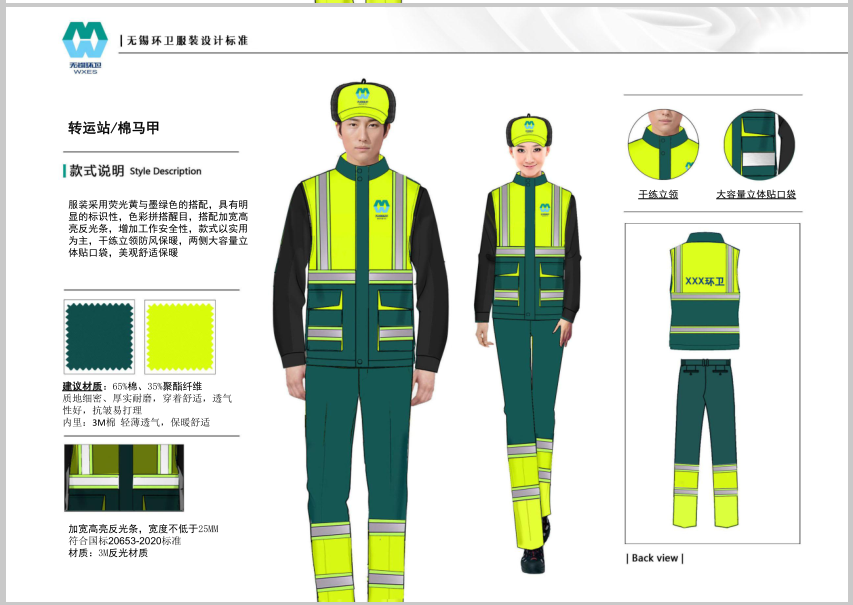 无锡环卫
WXES
无锡环卫服装设计标准
转运站/棉马甲
款式说明 Style Description
服装采用荧光黄与墨绿色的搭配，具有明
显的标识性，色彩拼搭醒目，搭配加宽高
亮反光条，增加工作安全性，款式以实用
为主，干练立领防风保暖，两侧大容量立
体贴口袋，美观舒适保暖
建议材质：65%棉、35%聚酯纤维
质地细密、厚实耐磨，穿着舒适，透气
性好，抗皱易打理
内里：3M棉 轻薄透气，保暖舒适
加宽高亮反光条，宽度不低于25MM
符合国标20653-2020标准
材质：3M反光材质
干练立领
大容量立体贴口袋
XXX环卫
| Back view |